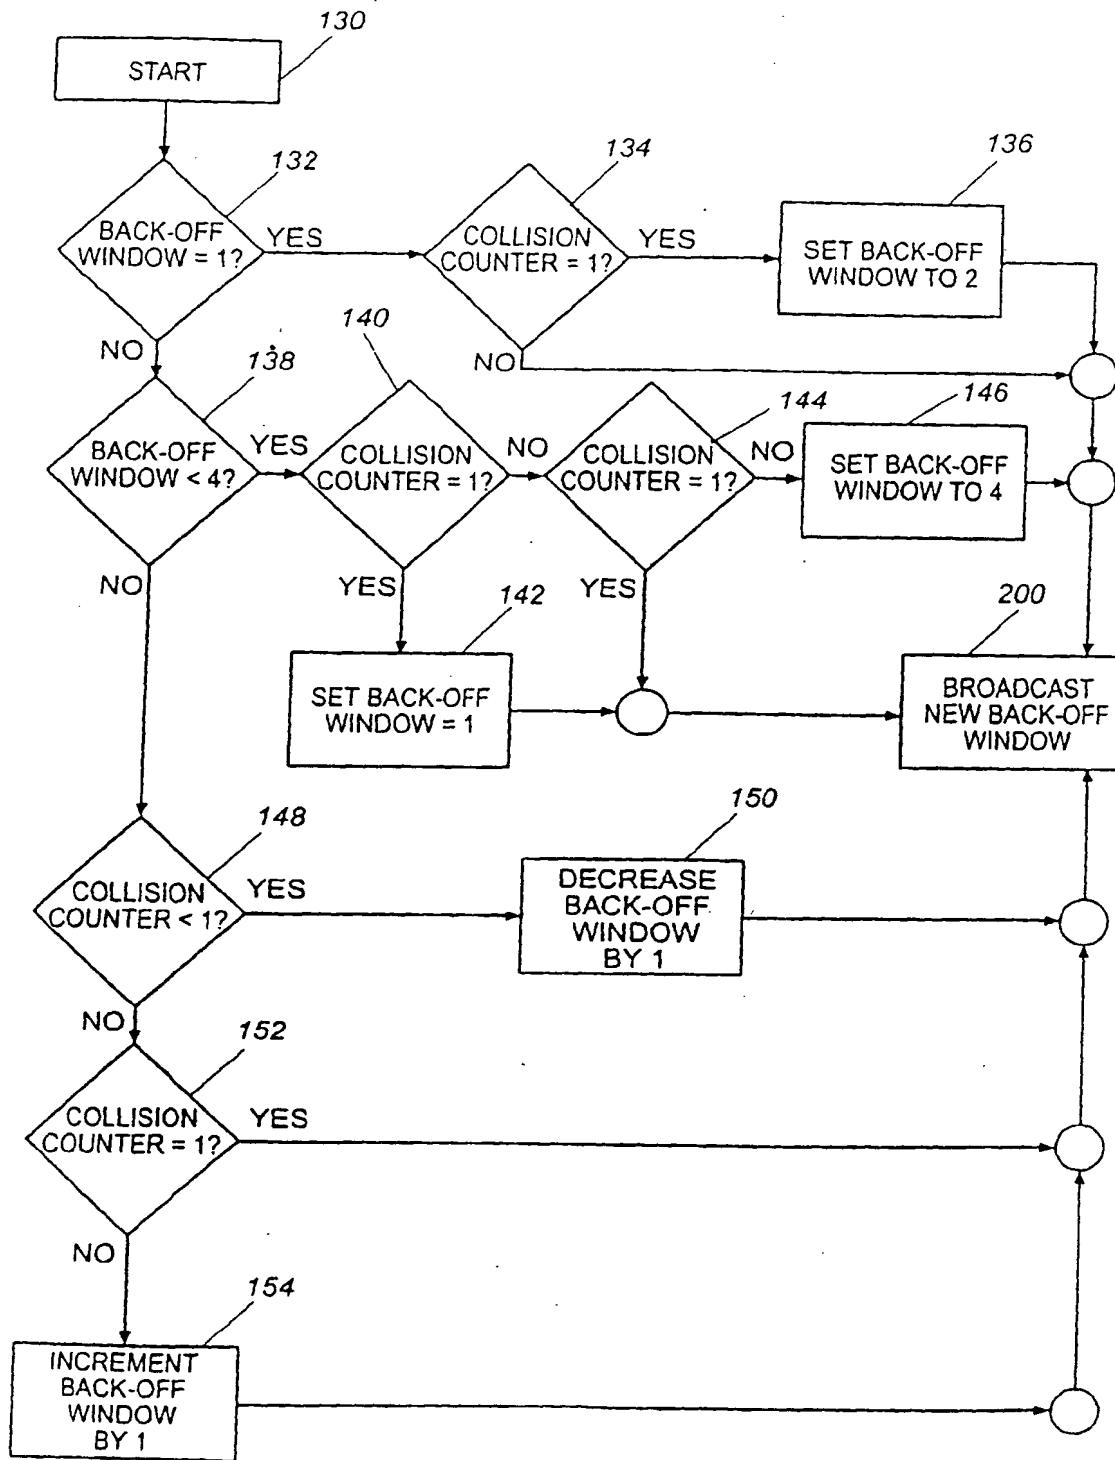 130
START
132
134
136
BACK-OFF
WINDOW = 1?
YES
COLLISION
COUNTER = 1?
YES
SET BACK-OFF
WINDOW TO 2
NO
138
140
NO
144
146
BACK-OFF
WINDOW < 4?
YES
COLLISION
COUNTER = 1?
NO
COLLISION
COUNTER = 1?
NO
SET BACK-OFF
WINDOW TO 4
NO
YES
142
YES
200
SET BACK-OFF
WINDOW = 1
BROADCAST
NEW BACK-OFF
WINDOW
148
150
COLLISION
COUNTER < 1?
YES
DECREASE
BACK-OFF
WINDOW
BY 1
NO
152
COLLISION
COUNTER = 1?
YES
NO
154
INCREMENT
BACK-OFF
WINDOW
BY 1